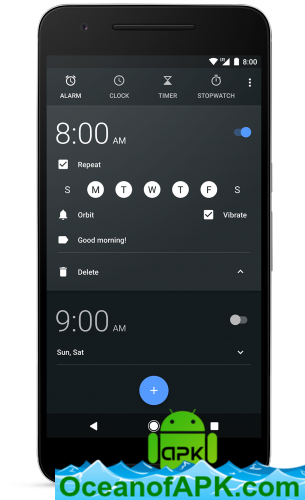 8:00
ALARM CLOCK TIMER STOPWATCH
8:00 AM
Repeat
S M T W T F S
Orbit Vibrate
Good morning!
Delete
9:00 AM
Sun, Sat
+
apk
OceanofAPK.com